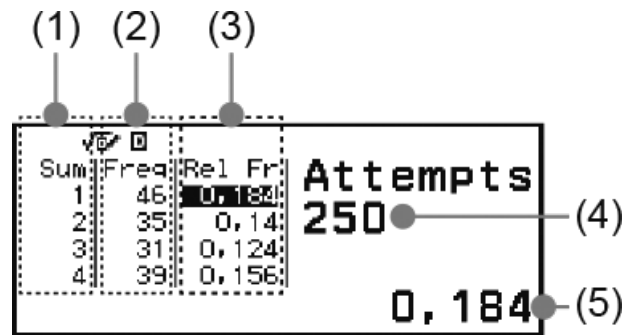 (1) (2) (3)
√▭/▭ D
Sum Freq Rel Fr
1 46 0,184
2 35 0,14
3 31 0,124
4 39 0,156
Attempts
250
(4)
0,184
(5)